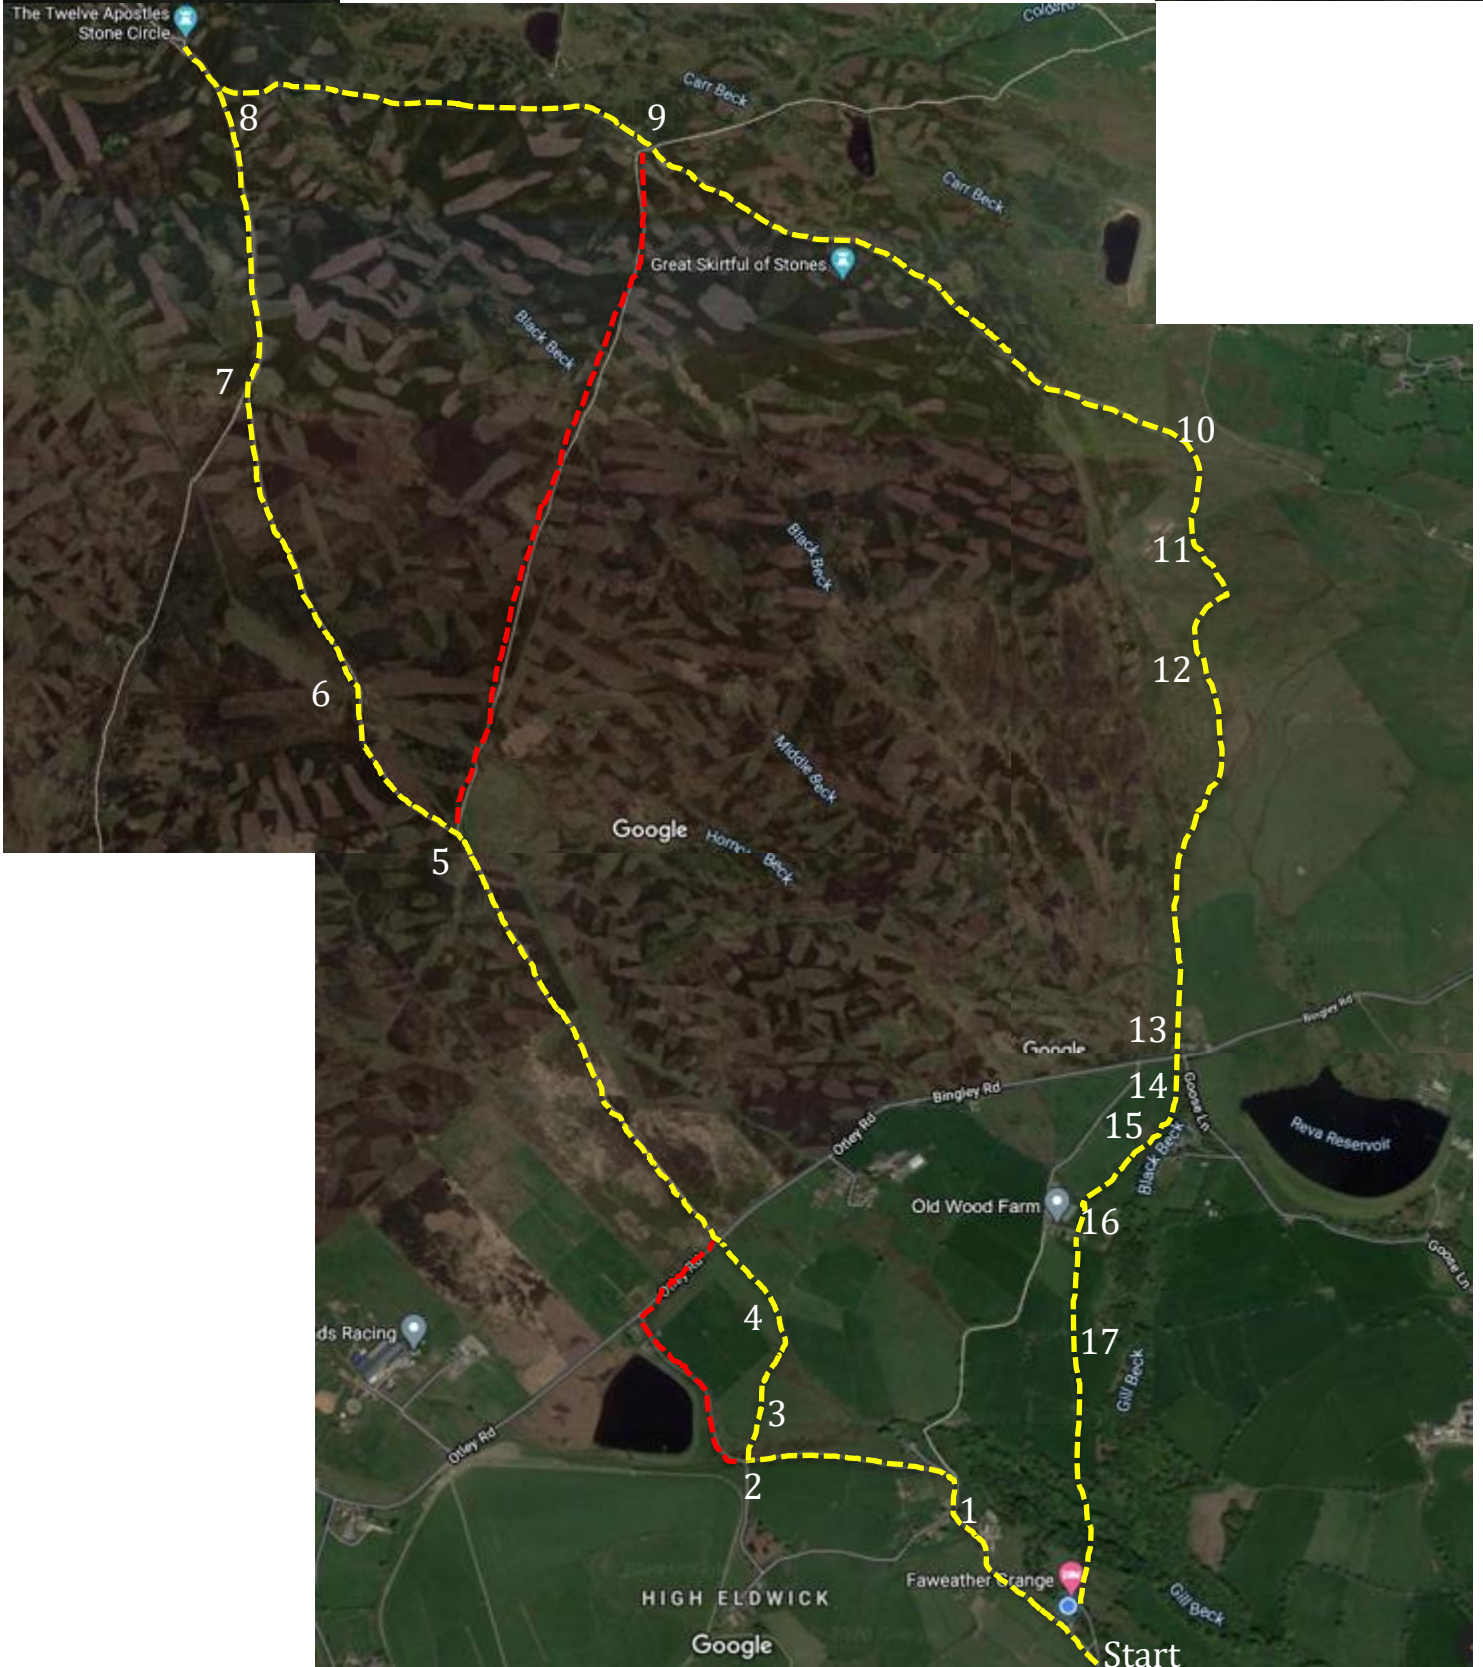 The Twelve Apostles
Stone Circle
8
Carr Beck
9
Carr Beck
Great Skirtful of Stones
Black Beck
7
10
Black Beck
11
12
6
Middle Beck
Google
Beck
5
13
Google
Bingley Rd
14
Goose Ln
15
Bingley Rd
Otley Rd
Black Beck
Reva Reservoir
Old Wood Farm
16
Goose Ln
Otley Rd
4
ds Racing
17
Gill Beck
3
Otley Rd
2
1
Faweather Grange
HIGH ELDWICK
Gill Beck
Google
Start